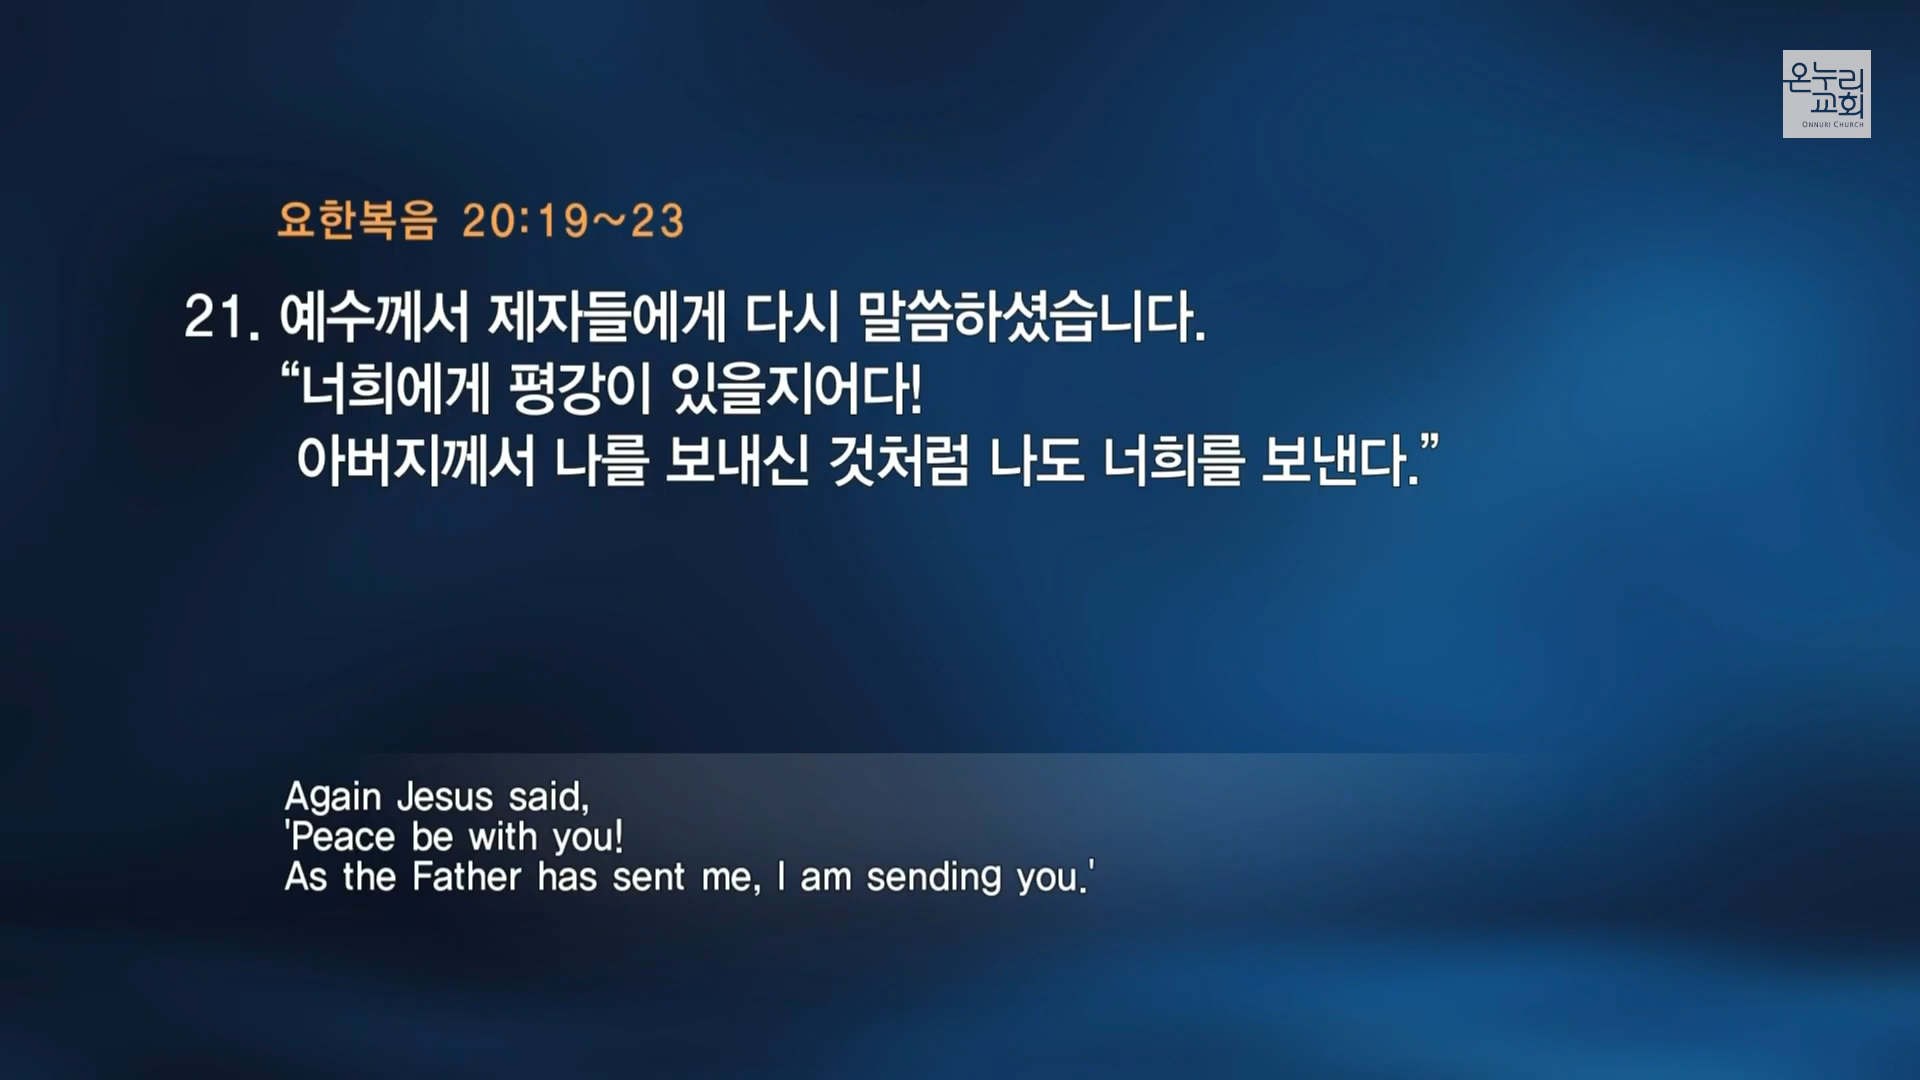 온누리
교회
ONNURI CHURCH
요한복음 20:19~23
21. 예수께서 제자들에게 다시 말씀하셨습니다.
“너희에게 평강이 있을지어다!
아버지께서 나를 보내신 것처럼 나도 너희를 보낸다.”
Again Jesus said,
'Peace be with you!
As the Father has sent me, I am sending you.'